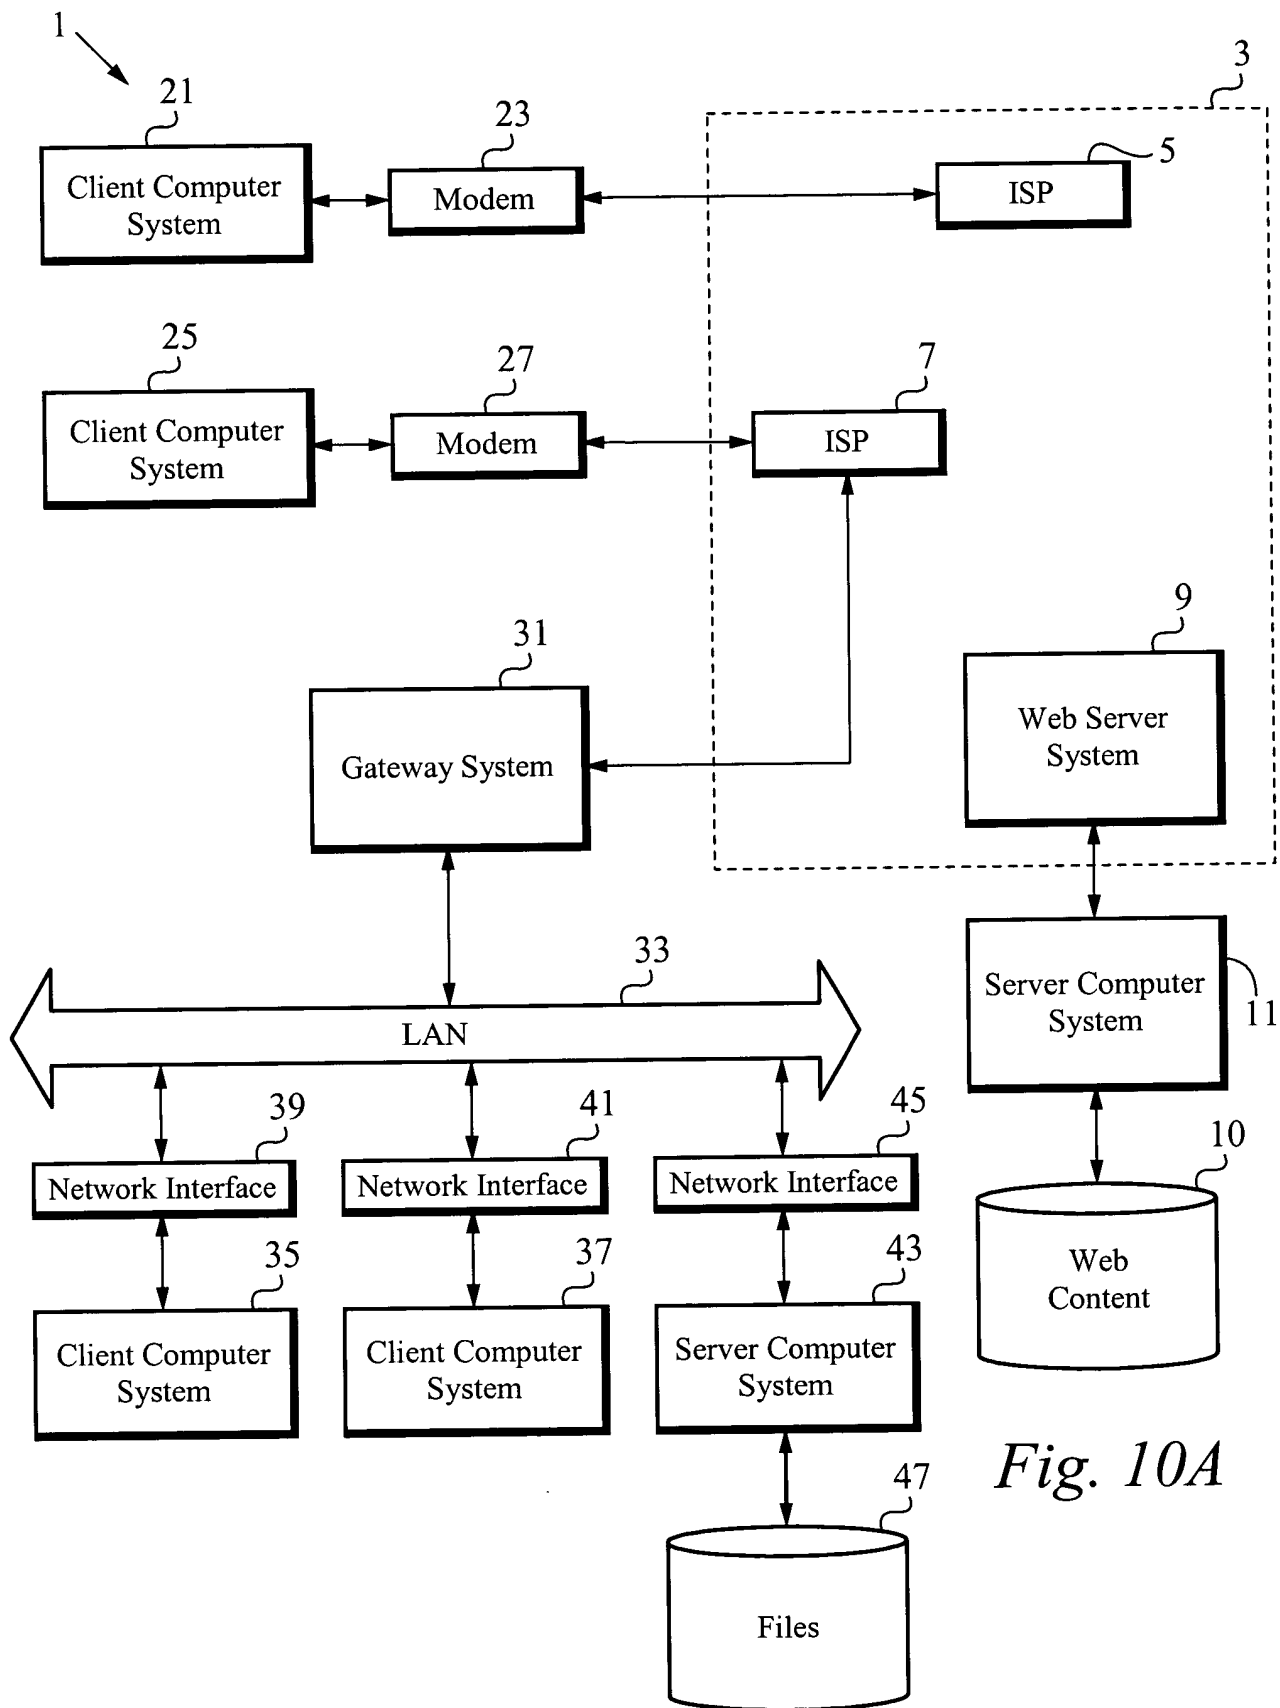 1
3
21
23
5
Client Computer
System
Modem
ISP
25
27
7
Client Computer
System
Modem
ISP
31
9
Gateway System
Web Server
System
33
LAN
Server Computer
System
11
39
41
45
10
Network Interface
Network Interface
Network Interface
35
37
43
Web
Content
Client Computer
System
Client Computer
System
Server Computer
System
Fig. 10A
47
Files